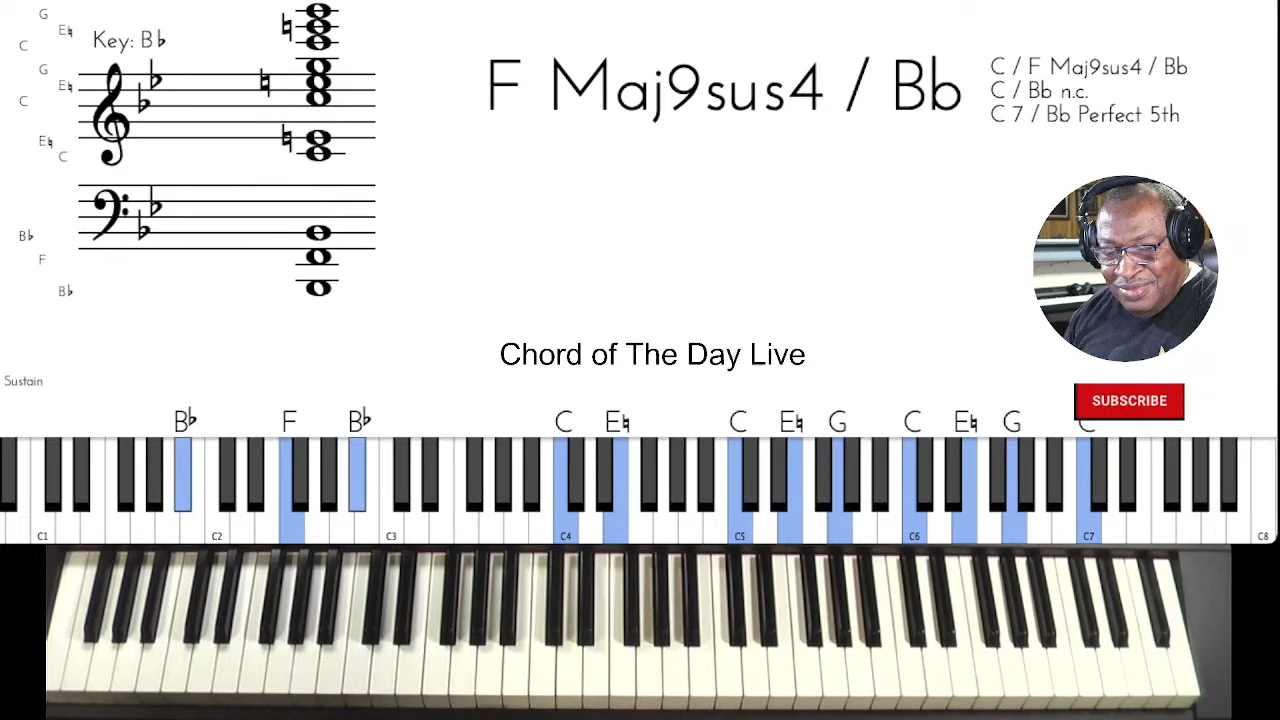 G
E♮
C
Key: B♭
G
E♮
C
E♮
C
B♭
F
B♭
F Maj9sus4 / Bb
C / F Maj9sus4 / Bb
C / Bb n.c.
C 7 / Bb Perfect 5th
Chord of The Day Live
Sustain
SUBSCRIBE
B♭ F B♭ C E♮ C E♮ G C E♮ G C
C1 C2 C3 C4 C5 C6 C7 C8